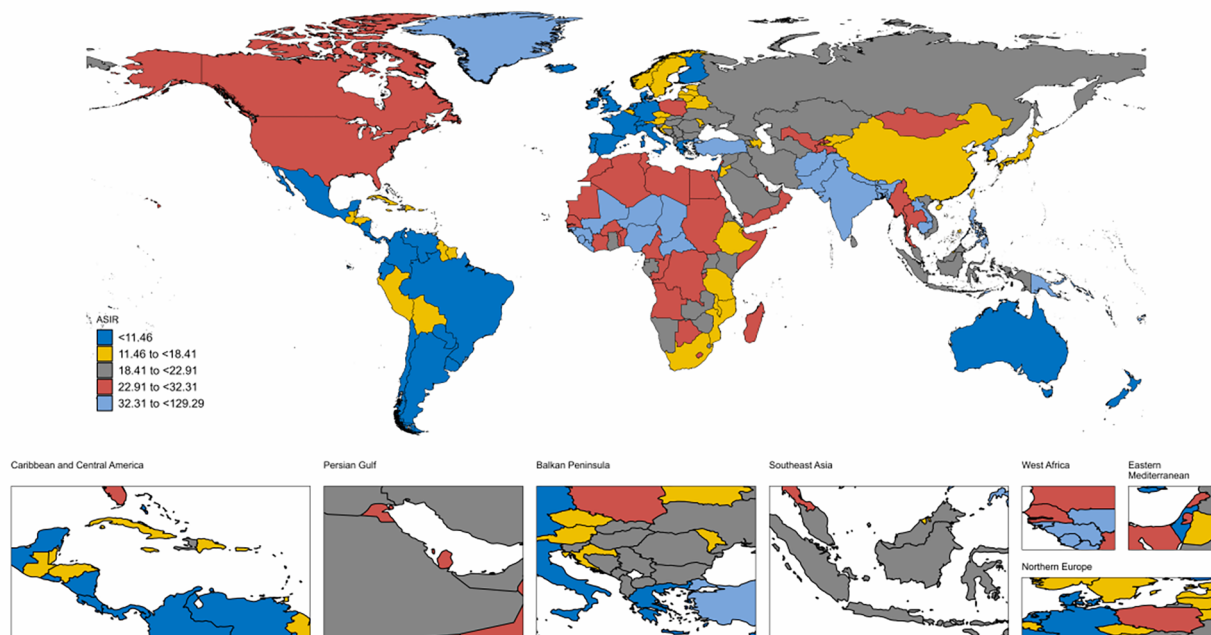 ASIR
<11.46
11.46 to <18.41
18.41 to <22.91
22.91 to <32.31
32.31 to <129.29
Caribbean and Central America
Persian Gulf
Balkan Peninsula
Southeast Asia
West Africa
Eastern
Mediterranean
Northern Europe